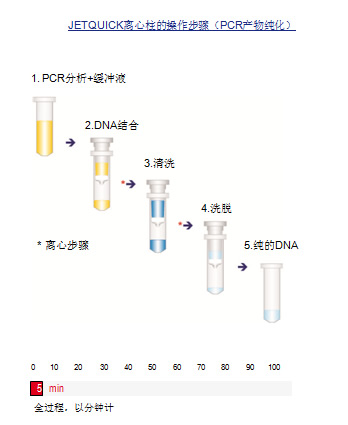 JETQUICK离心柱的操作步骤（PCR产物纯化）
1. PCR分析+缓冲液
2.DNA结合
3.清洗
*
4.洗脱
*
* 离心步骤
5.纯的DNA
0 10 20 30 40 50 60 70 80 90 100
5 min
全过程，以分钟计